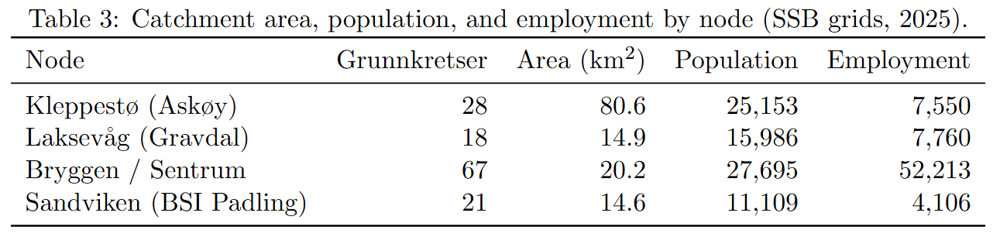 Table 3: Catchment area, population, and employment by node (SSB grids, 2025).
Node Grunnkretser Area (km²) Population Employment
Kleppestø (Askøy) 28 80.6 25,153 7,550
Laksevåg (Gravdal) 18 14.9 15,986 7,760
Bryggen / Sentrum 67 20.2 27,695 52,213
Sandviken (BSI Padling) 21 14.6 11,109 4,106